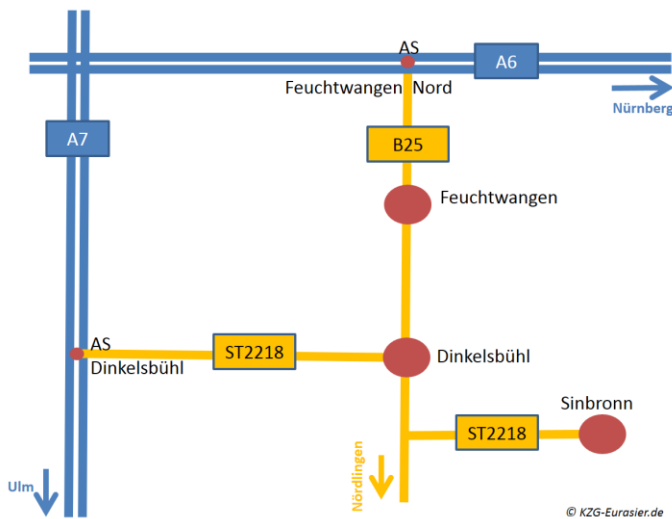 AS
A6
Feuchtwangen Nord
Nürnberg
A7
B25
Feuchtwangen
AS
Dinkelsbühl
ST2218
Dinkelsbühl
Sinbronn
ST2218
Ulm
Nördlingen
© KZG-Eurasier.de